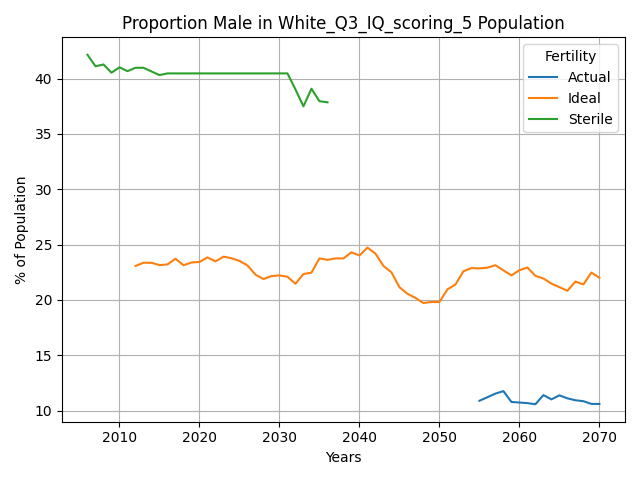 Proportion Male in White_Q3_IQ_scoring_5 Population
% of Population
40
35
30
25
20
15
10
Fertility
Actual
Ideal
Sterile
2010
2020
2030
2040
2050
2060
2070
Years